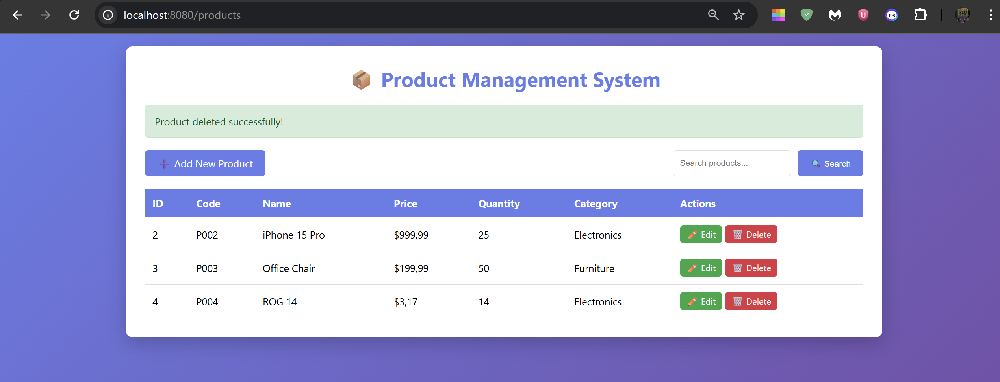 localhost:8080/products
Product Management System
Product deleted successfully!
Add New Product
Search products...
Search
ID Code Name Price Quantity Category Actions
2 P002 iPhone 15 Pro $999,99 25 Electronics Edit Delete
3 P003 Office Chair $199,99 50 Furniture Edit Delete
4 P004 ROG 14 $3,17 14 Electronics Edit Delete